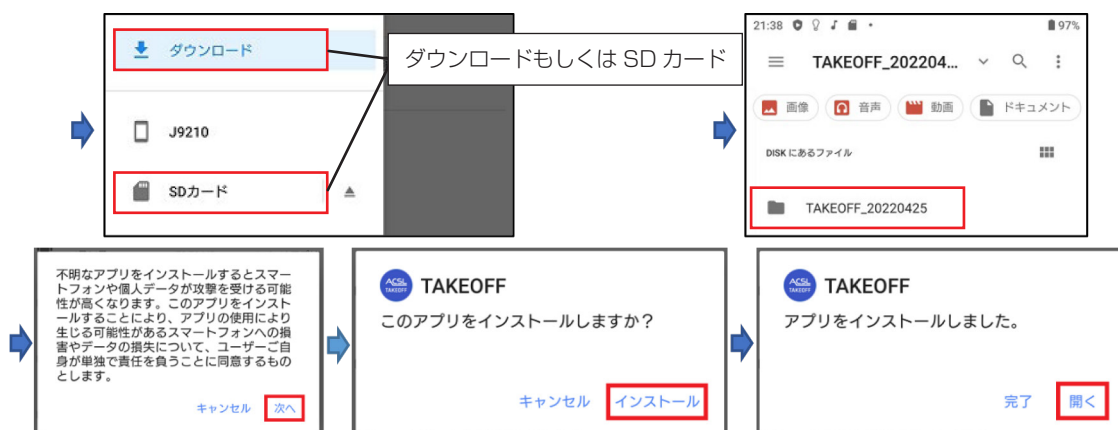 ダウンロード
J9210
SDカード
ダウンロードもしくは SD カード
21:38
97%
TAKEOFF_202204...
画像
音声
動画
ドキュメント
DISK にあるファイル
TAKEOFF_20220425
不明なアプリをインストールするとスマー
トフォンや個人データが攻撃を受ける可能
性が高くなります。このアプリをインスト
ールすることにより、アプリの使用により
生じる可能性があるスマートフォンへの損
害やデータの損失について、ユーザーご自
身が単独で責任を負うことに同意するもの
とします。
キャンセル 次へ
ACSL
TAKEOFF
TAKEOFF
このアプリをインストールしますか？
キャンセル インストール
ACSL
TAKEOFF
TAKEOFF
アプリをインストールしました。
完了 開く